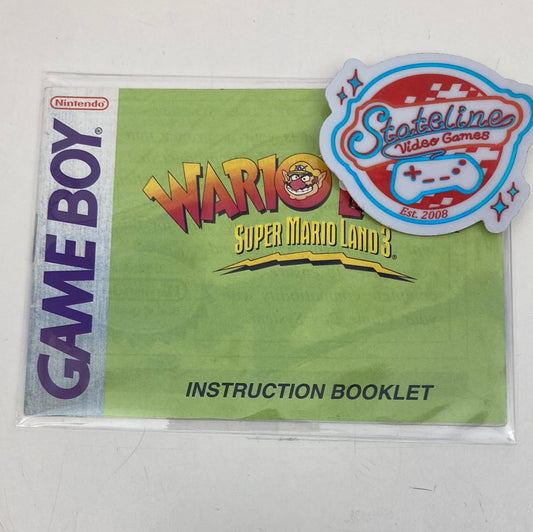 Nintendo
GAME BOY
WARIO
SUPER MARIO LAND 3
INSTRUCTION BOOKLET
Stateline
Video Games
Est. 2008